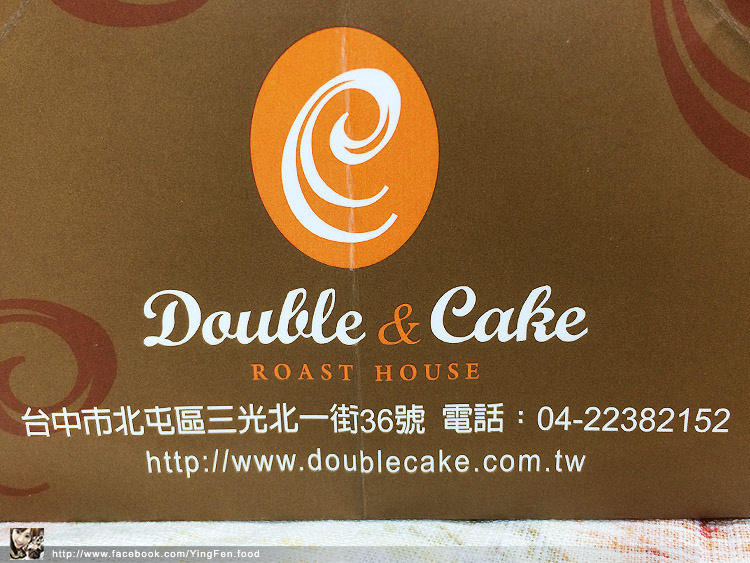 Double & Cake
ROAST HOUSE
台中市北屯區三光北一街36號 電話：04-22382152
http://www.doublecake.com.tw
http://www.facebook.com/YingFen.food